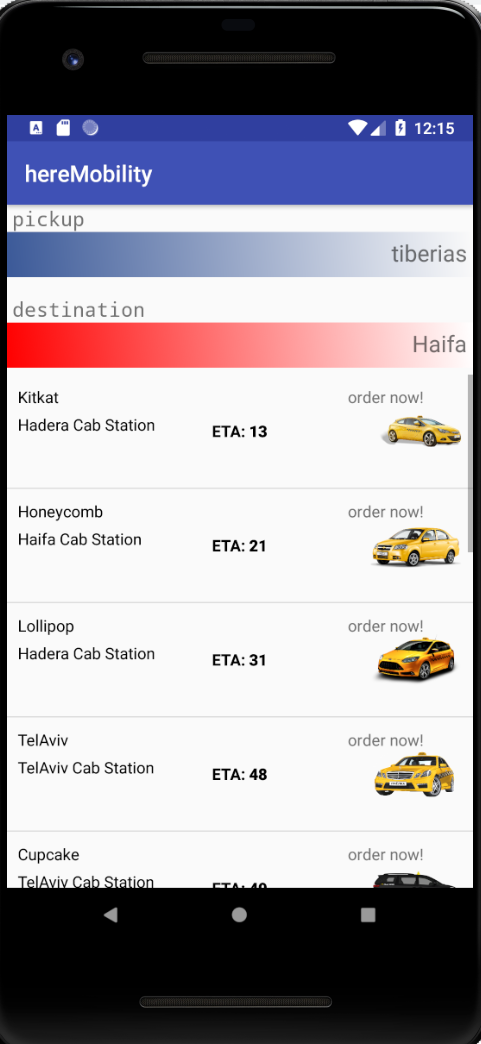 12:15
hereMobility
pickup
tiberias
destination
Haifa
Kitkat
order now!
Hadera Cab Station
ETA: 13
Honeycomb
order now!
Haifa Cab Station
ETA: 21
Lollipop
order now!
Hadera Cab Station
ETA: 31
TelAviv
order now!
TelAviv Cab Station
ETA: 48
Cupcake
order now!
TelAviv Cab Station
ETA: 49